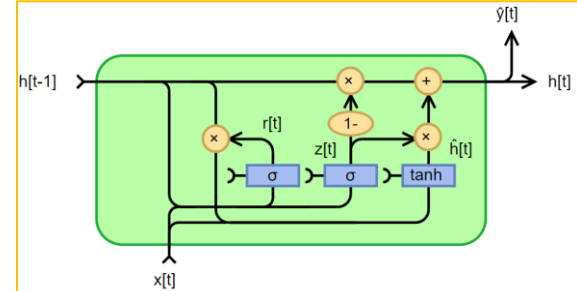 ŷ[t]
h[t-1]
×
+
h[t]
1-
r[t]
×
z[t]
×
ĥ[t]
σ
σ
tanh
x[t]